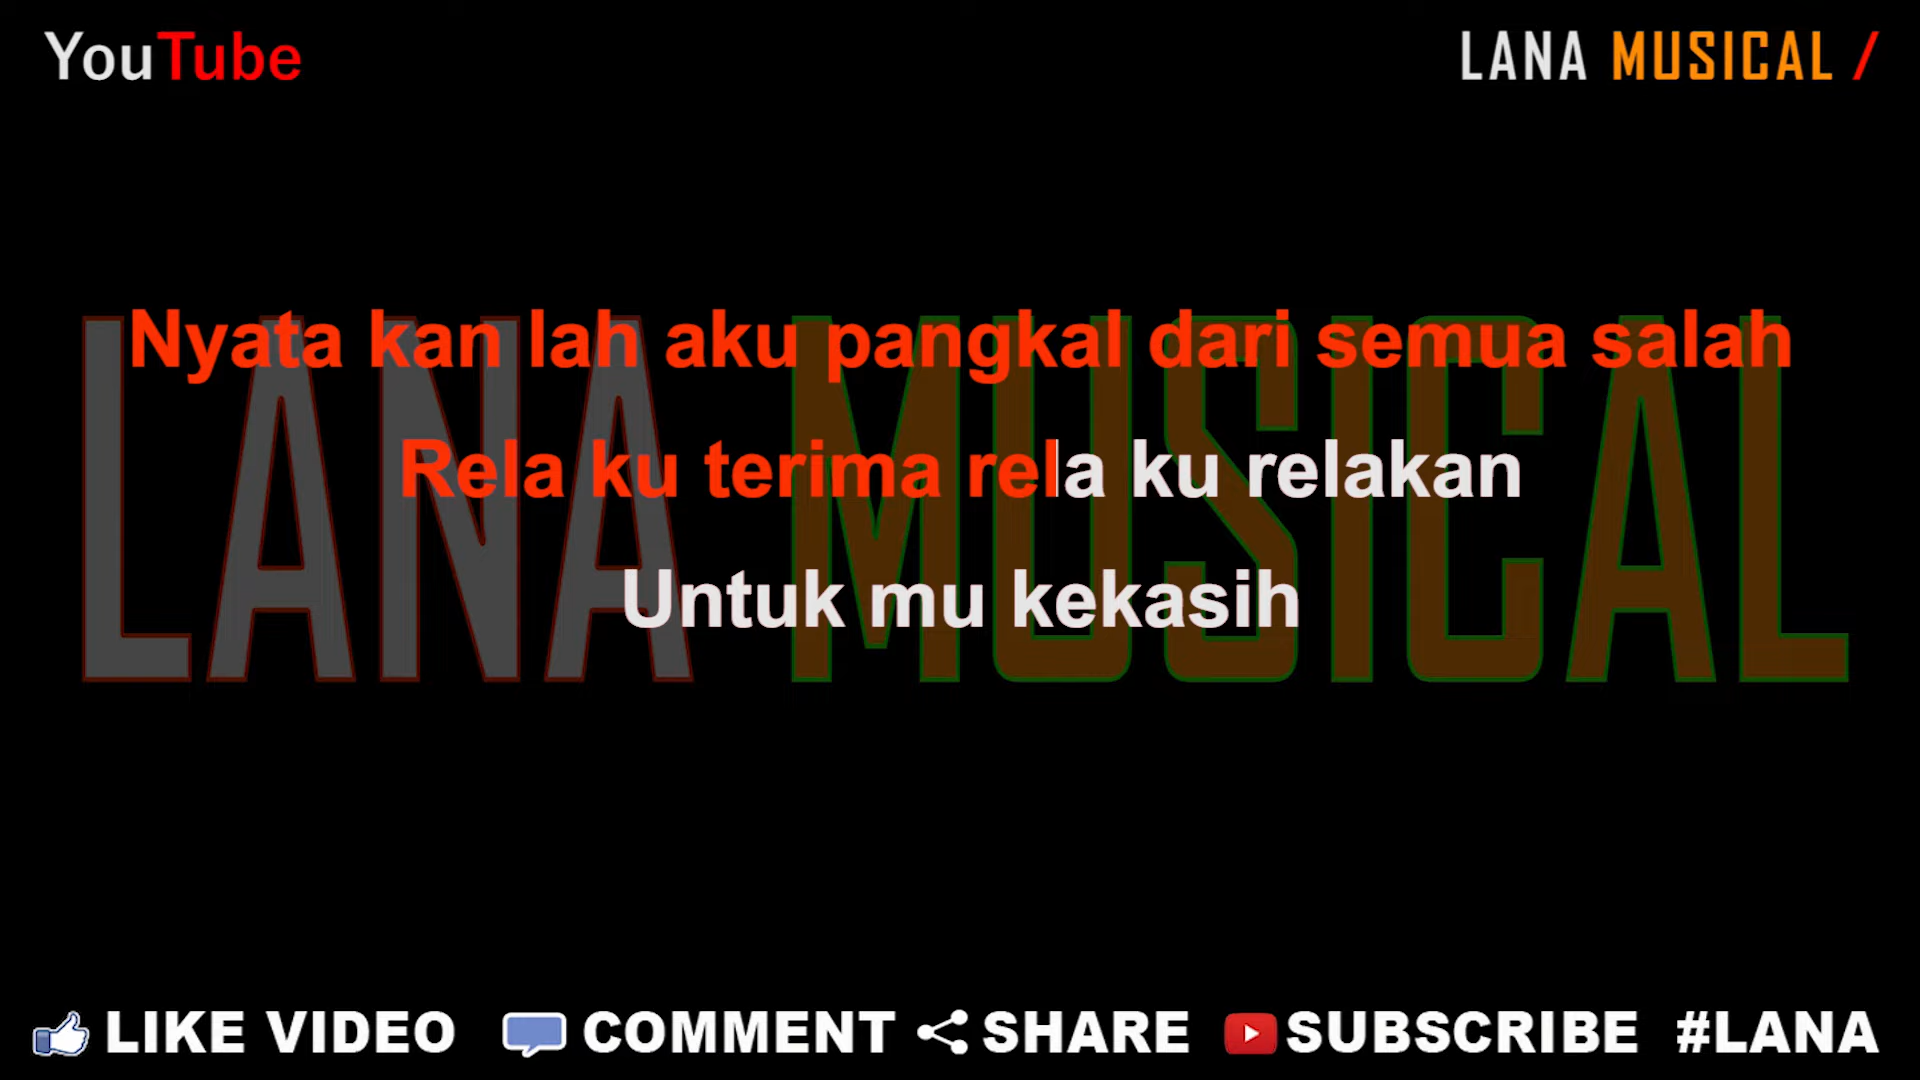 YouTube
LANA MUSICAL /
LANA MUSICAL
Nyata kan lah aku pangkal dari semua salah
Rela ku terima rela ku relakan
Untuk mu kekasih
LIKE VIDEO COMMENT SHARE SUBSCRIBE #LANA